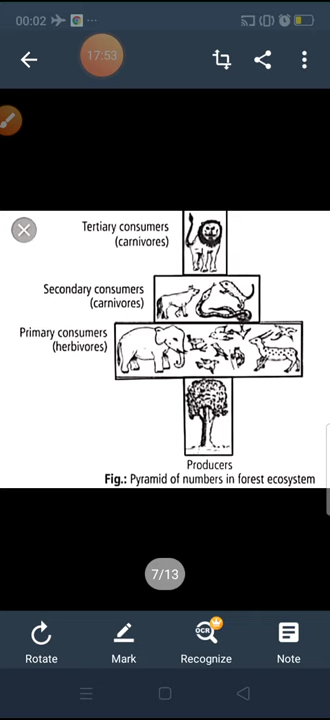 00:02
17:53
Tertiary consumers
(carnivores)
Secondary consumers
(carnivores)
Primary consumers
(herbivores)
Producers
Fig.: Pyramid of numbers in forest ecosystem
7/13
OCR
Rotate Mark Recognize Note